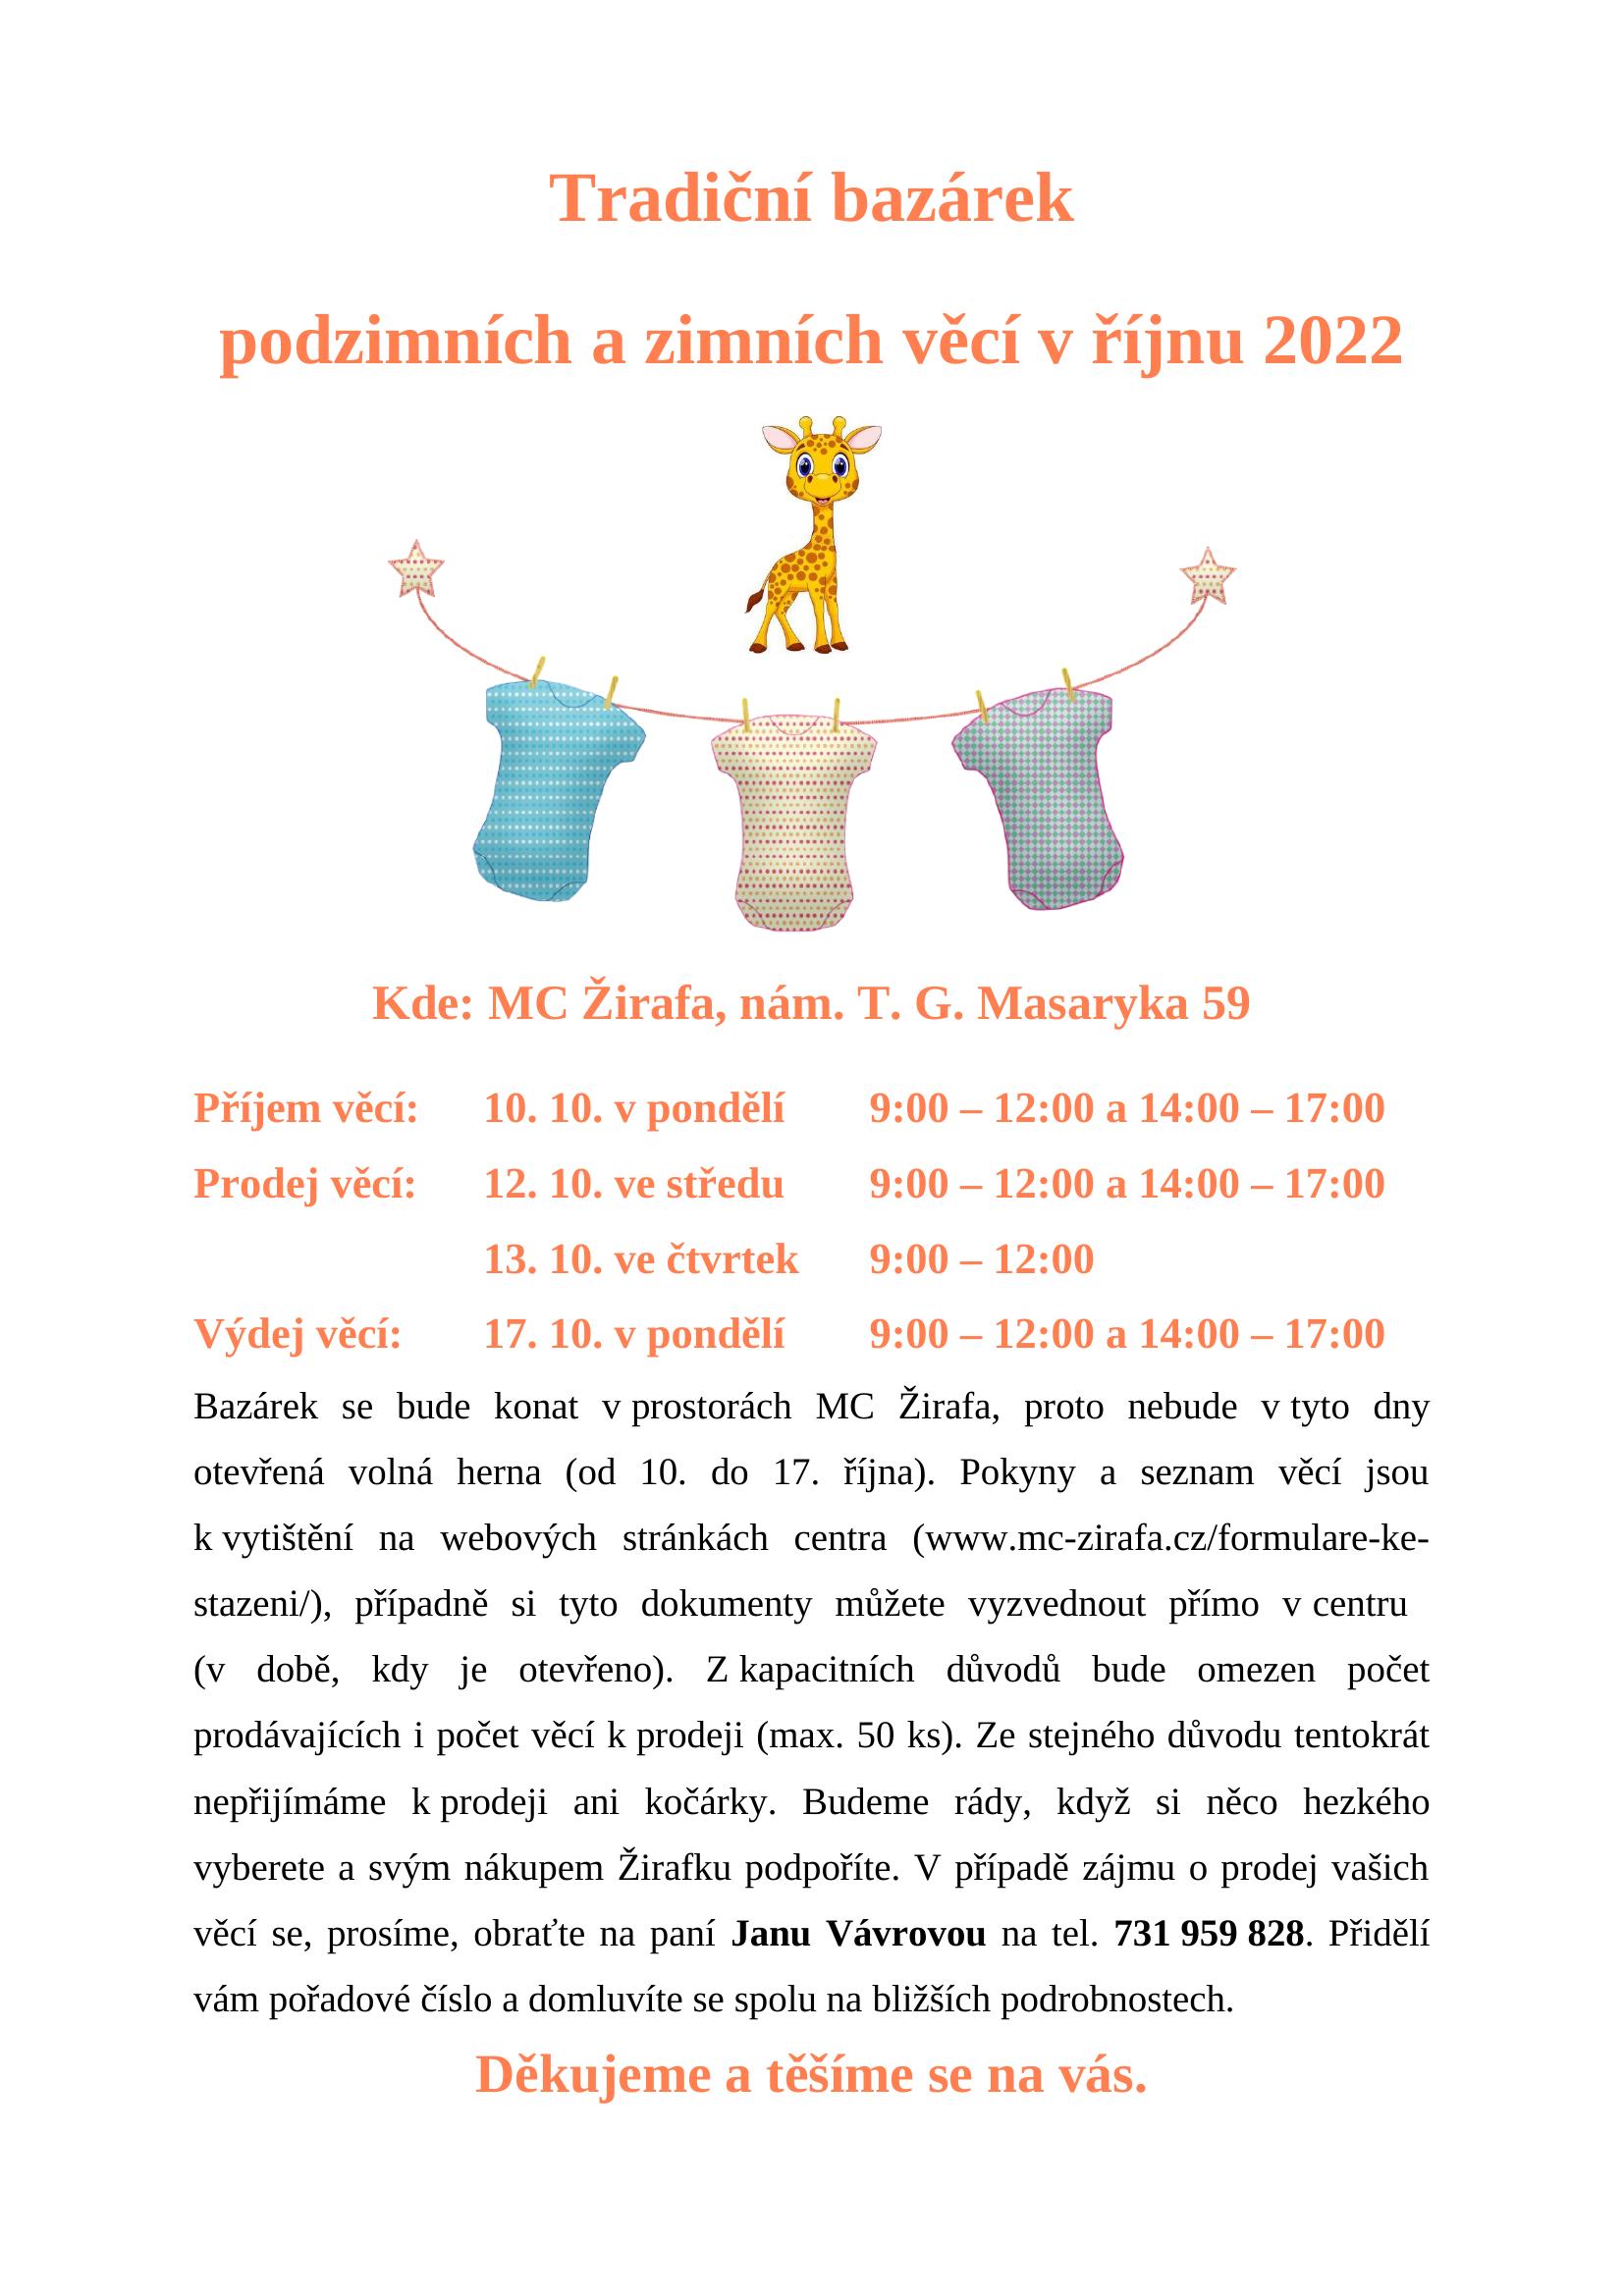 Tradiční bazárek
podzimních a zimních věcí v říjnu 2022
Kde: MC Žirafa, nám. T. G. Masaryka 59
Příjem věcí: 10. 10. v pondělí 9:00 – 12:00 a 14:00 – 17:00
Prodej věcí: 12. 10. ve středu 9:00 – 12:00 a 14:00 – 17:00
13. 10. ve čtvrtek 9:00 – 12:00
Výdej věcí: 17. 10. v pondělí 9:00 – 12:00 a 14:00 – 17:00
Bazárek se bude konat v prostorách MC Žirafa, proto nebude v tyto dny
otevřená volná herna (od 10. do 17. října). Pokyny a seznam věcí jsou
k vytištění na webových stránkách centra (www.mc-zirafa.cz/formulare-ke-
stazeni/), případně si tyto dokumenty můžete vyzvednout přímo v centru
(v době, kdy je otevřeno). Z kapacitních důvodů bude omezen počet
prodávajících i počet věcí k prodeji (max. 50 ks). Ze stejného důvodu tentokrát
nepřijímáme k prodeji ani kočárky. Budeme rády, když si něco hezkého
vyberete a svým nákupem Žirafku podpoříte. V případě zájmu o prodej vašich
věcí se, prosíme, obraťte na paní Janu Vávrovou na tel. 731 959 828. Přidělí
vám pořadové číslo a domluvíte se spolu na bližších podrobnostech.
Děkujeme a těšíme se na vás.